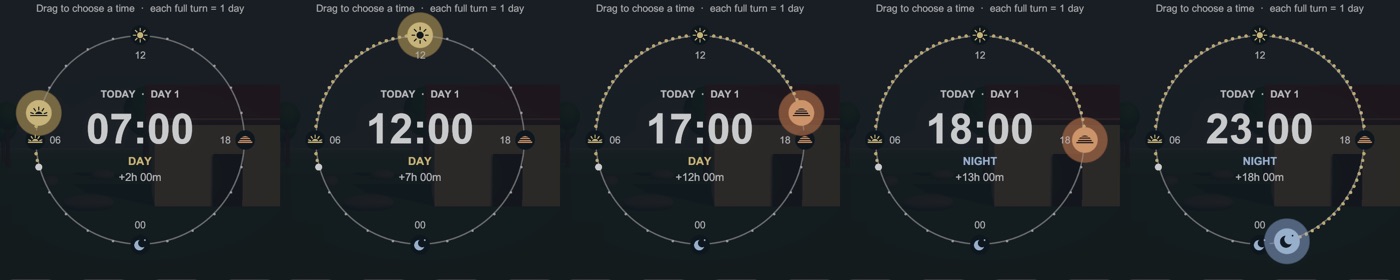 Drag to choose a time · each full turn = 1 day
12
TODAY · DAY 1
07:00
06
18
DAY
+2h 00m
00
Drag to choose a time · each full turn = 1 day
12
TODAY · DAY 1
12:00
06
18
DAY
+7h 00m
00
Drag to choose a time · each full turn = 1 day
12
TODAY · DAY 1
17:00
06
18
DAY
+12h 00m
00
Drag to choose a time · each full turn = 1 day
12
TODAY · DAY 1
18:00
06
18
NIGHT
+13h 00m
00
Drag to choose a time · each full turn = 1 day
12
TODAY · DAY 1
23:00
06
18
NIGHT
+18h 00m
00